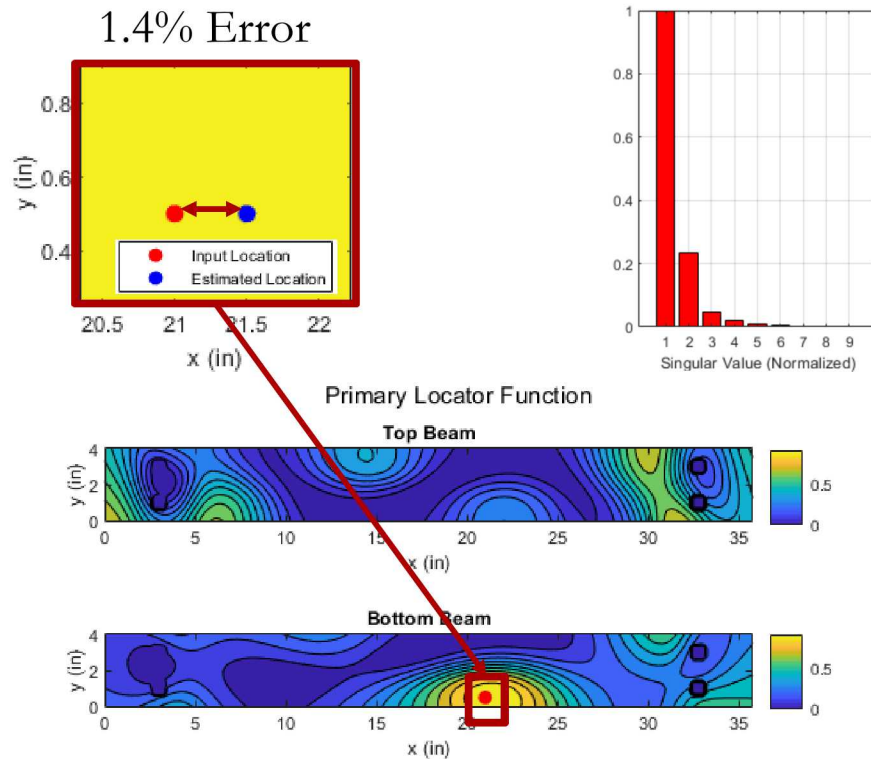 1.4% Error
0.8
0.6
0.4
y (in)
Input Location
Estimated Location
20.5 21 21.5 22
x (in)
1
0.8
0.6
0.4
0.2
0
1 2 3 4 5 6 7 8 9
Singular Value (Normalized)
Primary Locator Function
Top Beam
4
2
0
y (in)
0 5 10 15 20 25 30 35
x (in)
0.5
0
Bottom Beam
4
2
0
y (in)
0 5 10 15 20 25 30 35
x (in)
0.5
0